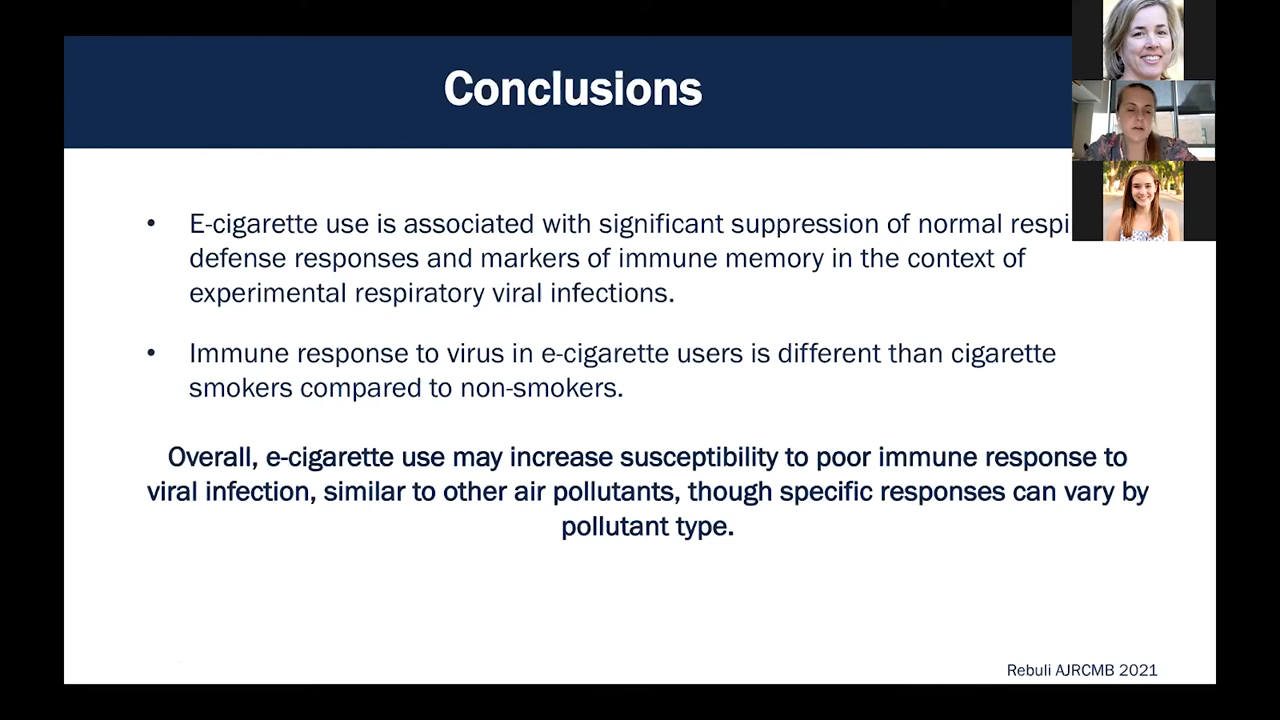 Conclusions
• E-cigarette use is associated with significant suppression of normal
defense responses and markers of immune memory in the context of
experimental respiratory viral infections.
• Immune response to virus in e-cigarette users is different than cigarette
smokers compared to non-smokers.
Overall, e-cigarette use may increase susceptibility to poor immune response to
viral infection, similar to other air pollutants, though specific responses can vary by
pollutant type.
Rebuli AJRCMB 2021